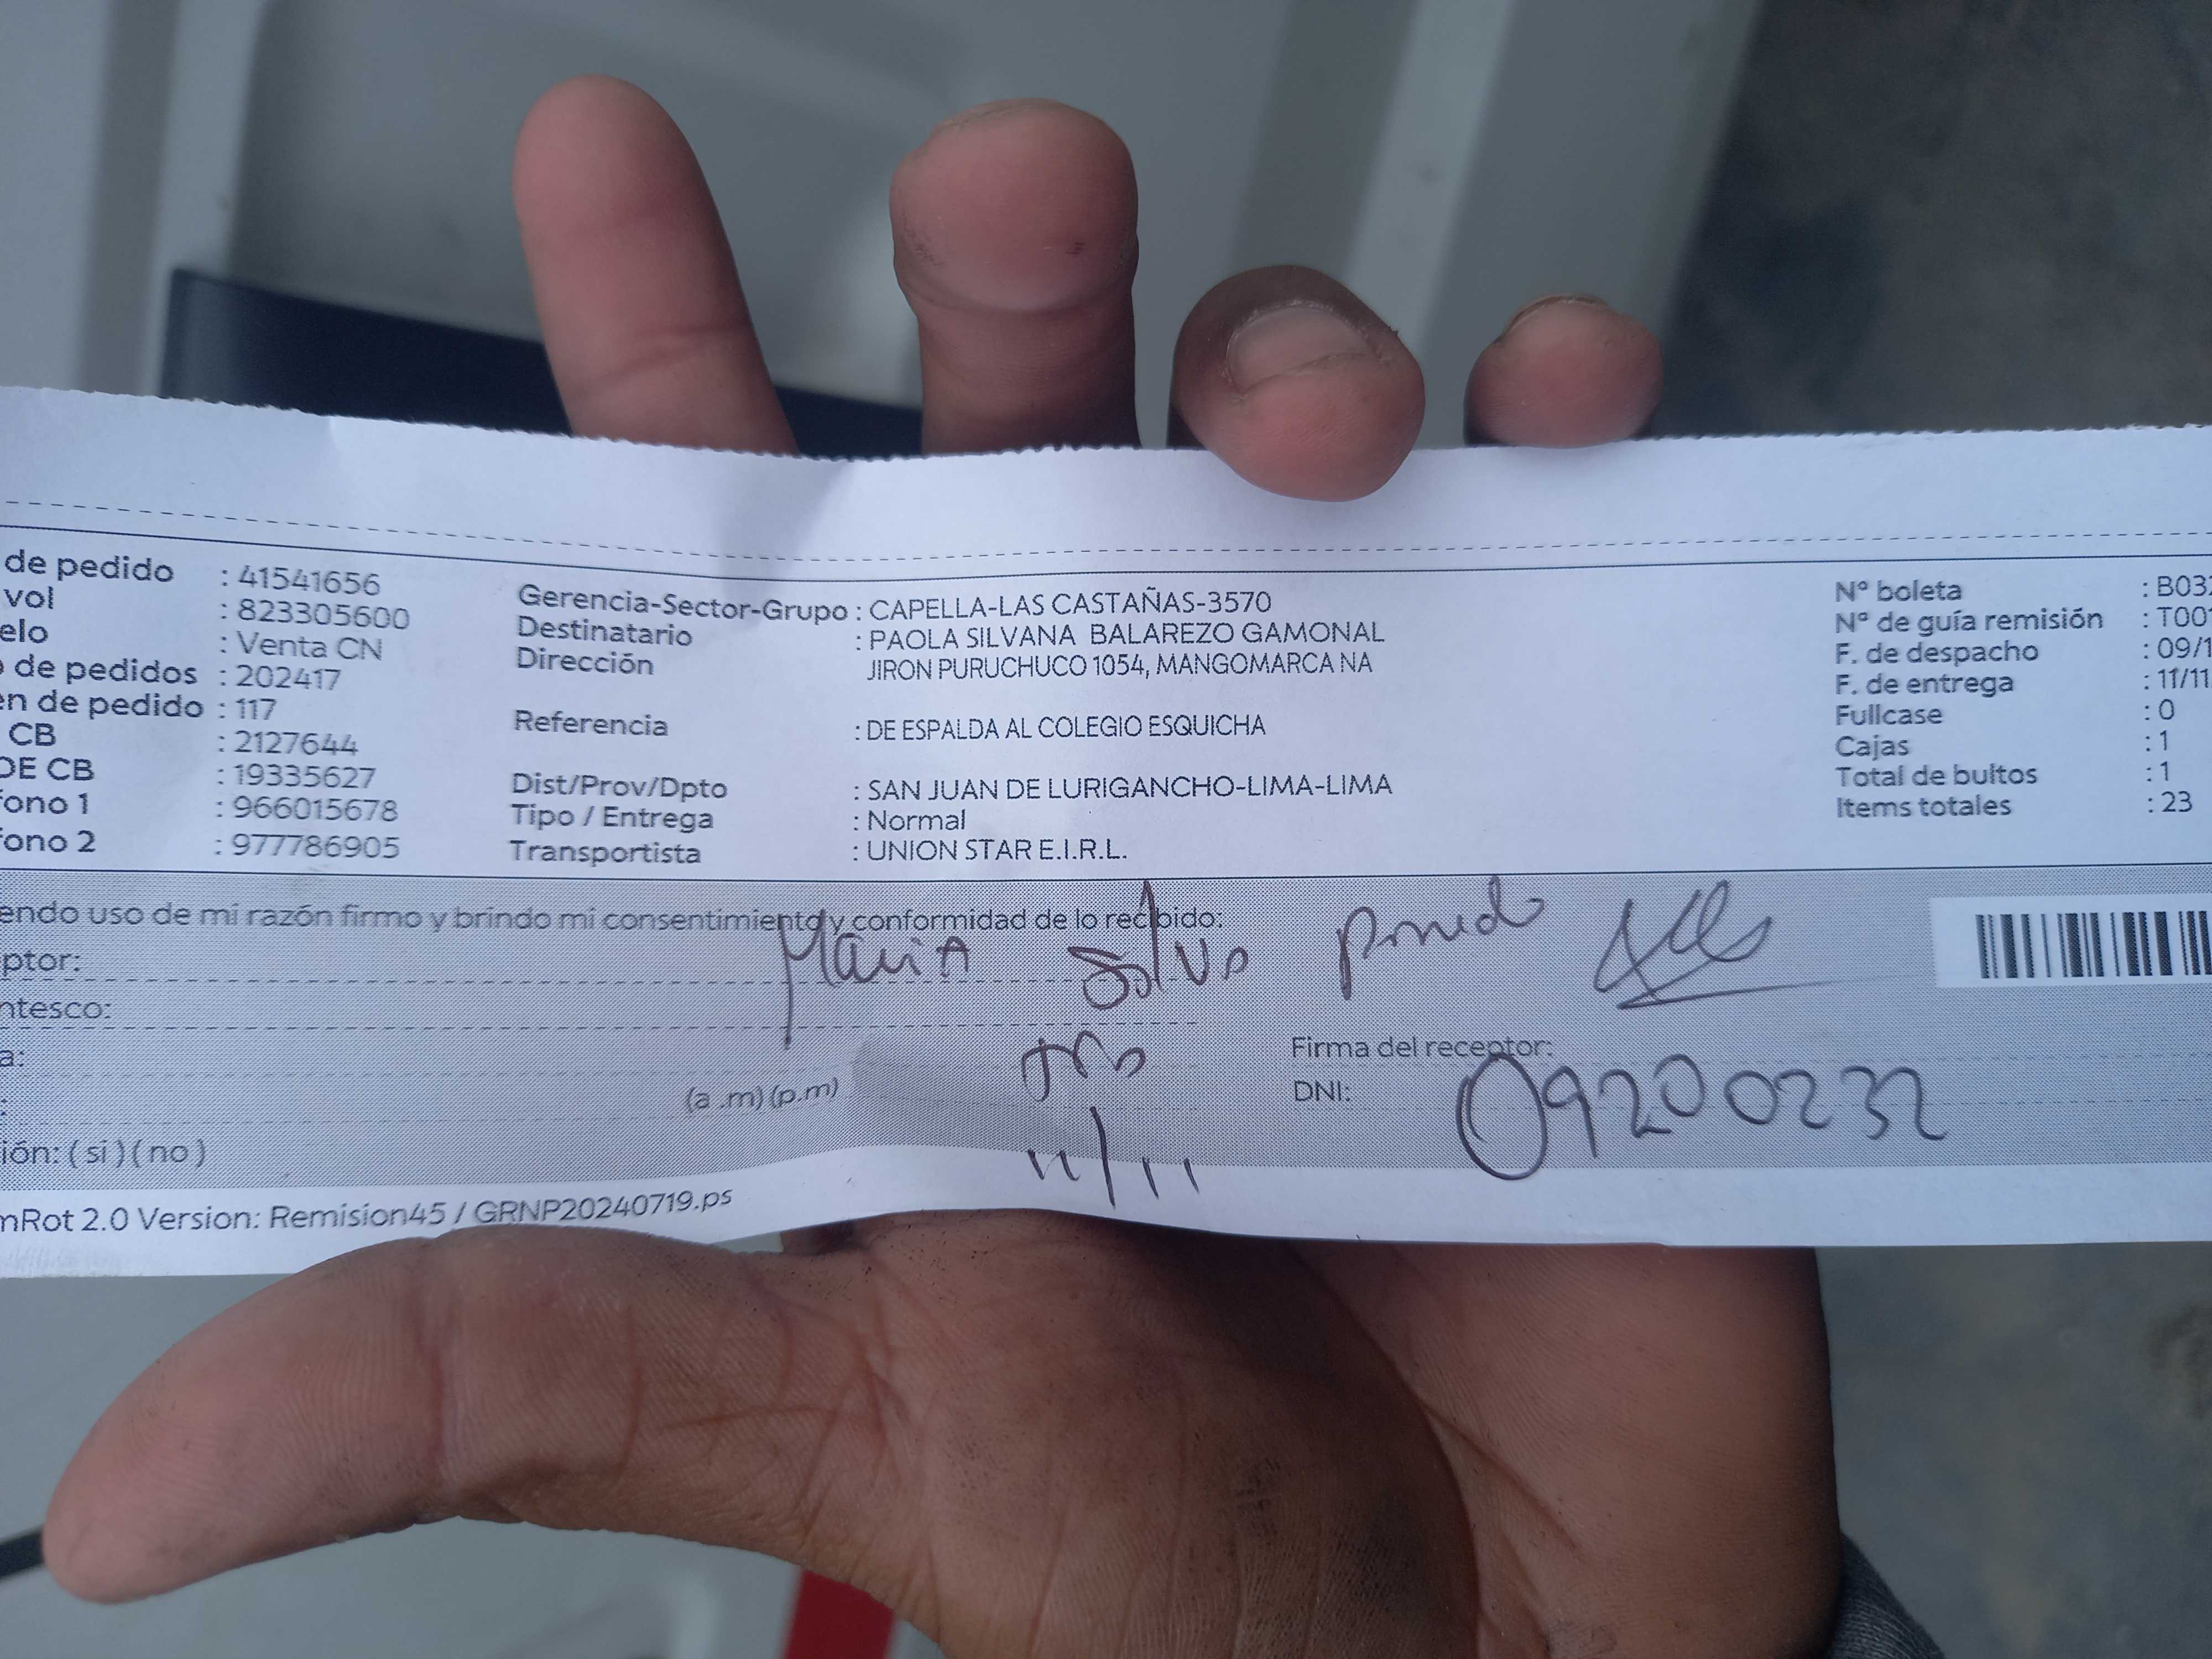 de pedido : 41541656
vol : 823305600
elo : Venta CN
de pedidos : 202417
en de pedido : 117
CB : 2127644
DE CB : 19335627
fono 1 : 966015678
fono 2 : 977786905
Gerencia-Sector-Grupo : CAPELLA-LAS CASTAÑAS-3570
Destinatario : PAOLA SILVANA BALAREZO GAMONAL
Dirección JIRON PURUCHUCO 1054, MANGOMARCA NA
Referencia : DE ESPALDA AL COLEGIO ESQUICHA
Dist/Prov/Dpto : SAN JUAN DE LURIGANCHO-LIMA-LIMA
Tipo / Entrega : Normal
Transportista : UNION STAR E.I.R.L.
Nº boleta : B03
Nº de guía remisión : T00
F. de despacho : 09/1
F. de entrega : 11/11
Fullcase : 0
Cajas : 1
Total de bultos : 1
Items totales : 23
endo uso de mi razón firmo y brindo mi consentimiento y conformidad de lo recibido:
ptor: Maria
ntesco:
a:
Firma del receptor:
(a .m) (p.m)
DNI: 09200232
ión: ( si ) ( no )
11/11
mRot 2.0 Version: Remision45 / GRNP20240719.ps